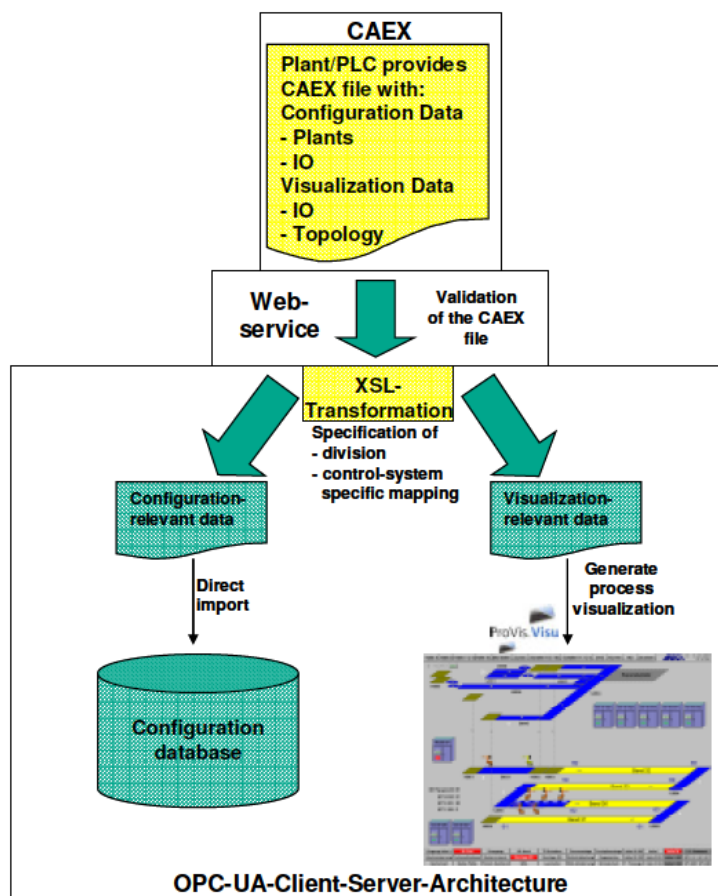 CAEX
Plant/PLC provides
CAEX file with:
Configuration Data
- Plants
- IO
Visualization Data
- IO
- Topology
Web-
service
Validation
of the CAEX
file
XSL-
Transformation
Specification of
- division
- control-system
specific mapping
Configuration-
relevant data
Visualization-
relevant data
Direct
import
Generate
process
visualization
ProVis.Visu
Configuration
database
OPC-UA-Client-Server-Architecture